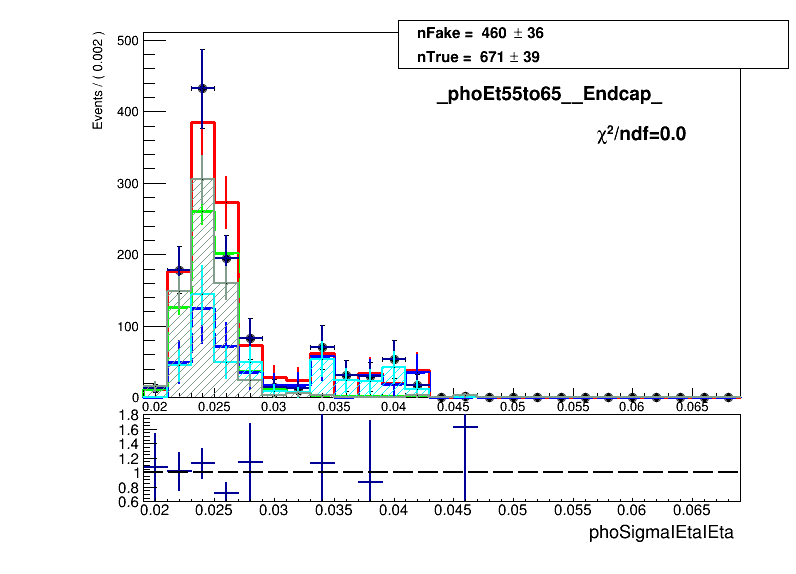 nFake = 460 ± 36
nTrue = 671 ± 39
_phoEt55to65__Endcap_
χ²/ndf=0.0
Events / ( 0.002 )
500
400
300
200
100
0
0.02 0.025 0.03 0.035 0.04 0.045 0.05 0.055 0.06 0.065
1.8
1.6
1.4
1.2
1
0.8
0.6
0.02 0.025 0.03 0.035 0.04 0.045 0.05 0.055 0.06 0.065
phoSigmaIEtaIEta